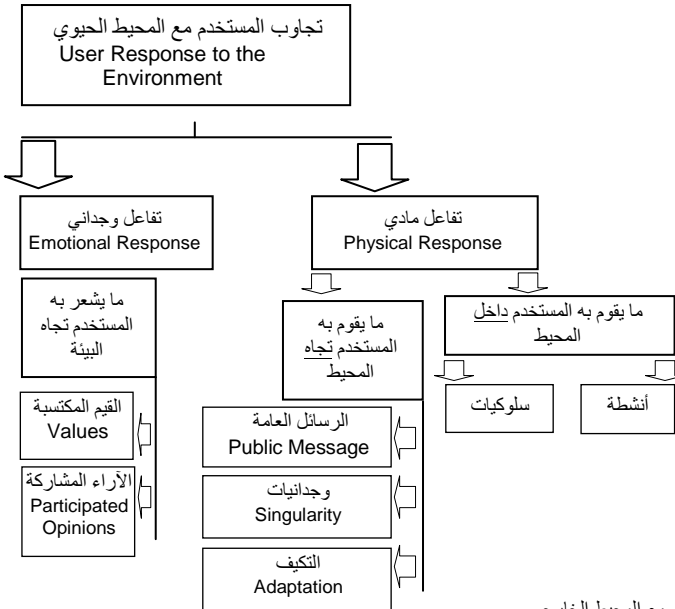 تجاوب المستخدم مع المحيط الحيوي
User Response to the
Environment
تفاعل وجداني
Emotional Response
تفاعل مادي
Physical Response
ما يشعر به
المستخدم تجاه
البيئة
ما يقوم به
المستخدم تجاه
المحيط
ما يقوم به المستخدم داخل
المحيط
القيم المكتسبة
Values
الآراء المشاركة
Participated
Opinions
الرسائل العامة
Public Message
وجدانيات
Singularity
التكيف
Adaptation
سلوكيات
أنشطة